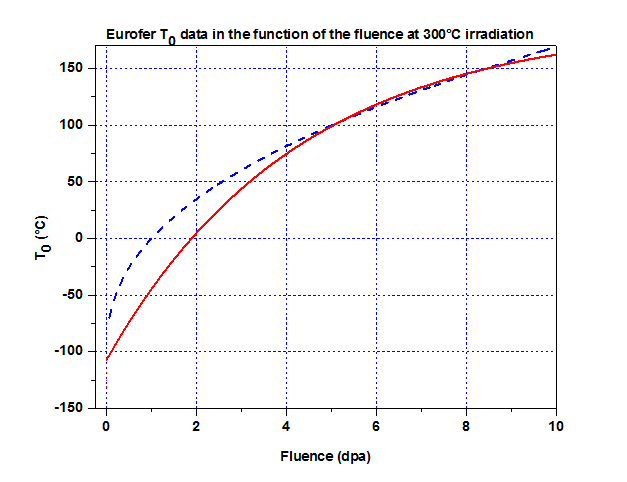 Eurofer T0 data in the function of the fluence at 300°C irradiation
150
100
50
0
-50
-100
-150
T0 (°C)
0 2 4 6 8 10
Fluence (dpa)